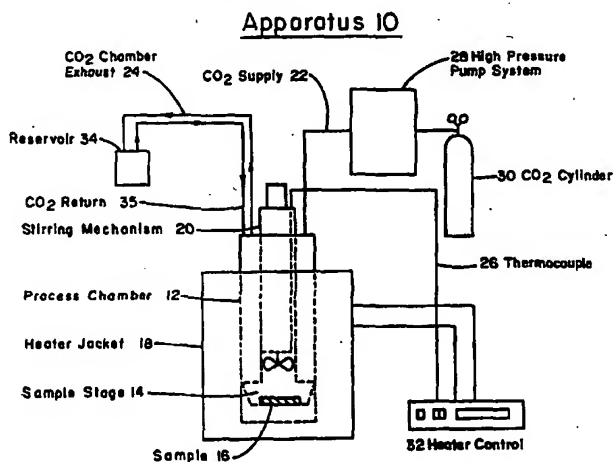 Apparatus 10
CO2 Chamber
Exhaust 24
CO2 Supply 22
28 High Pressure
Pump System
Reservoir 34
30 CO2 Cylinder
CO2 Return 35
Stirring Mechanism 20
26 Thermocouple
Process Chamber 12
Heater Jacket 18
Sample Stage 14
Sample 16
32 Heater Control